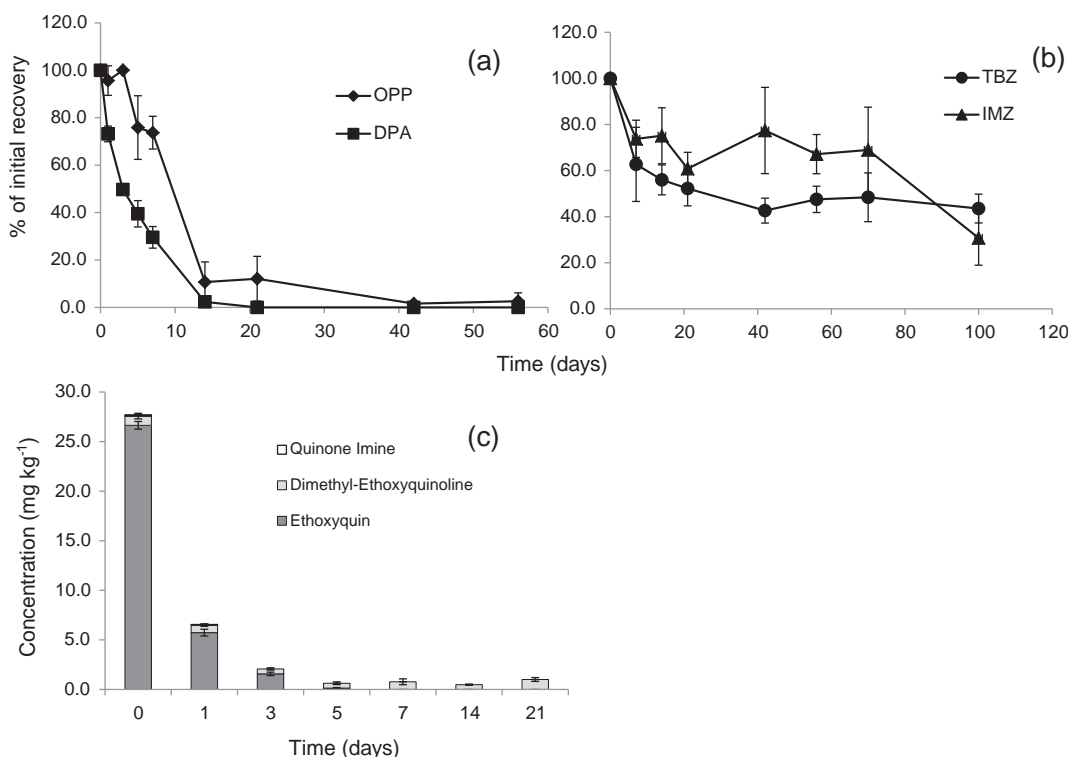 120.0
100.0
80.0
60.0
40.0
20.0
0.0
% of initial recovery
(a)
OPP
DPA
0 10 20 30 40 50 60
120.0
100.0
80.0
60.0
40.0
20.0
0.0
(b)
TBZ
IMZ
0 20 40 60 80 100 120
Time (days)
30.0
25.0
20.0
15.0
10.0
5.0
0.0
Concentration (mg kg⁻¹)
(c)
Quinone Imine
Dimethyl-Ethoxyquinoline
Ethoxyquin
0 1 3 5 7 14 21
Time (days)